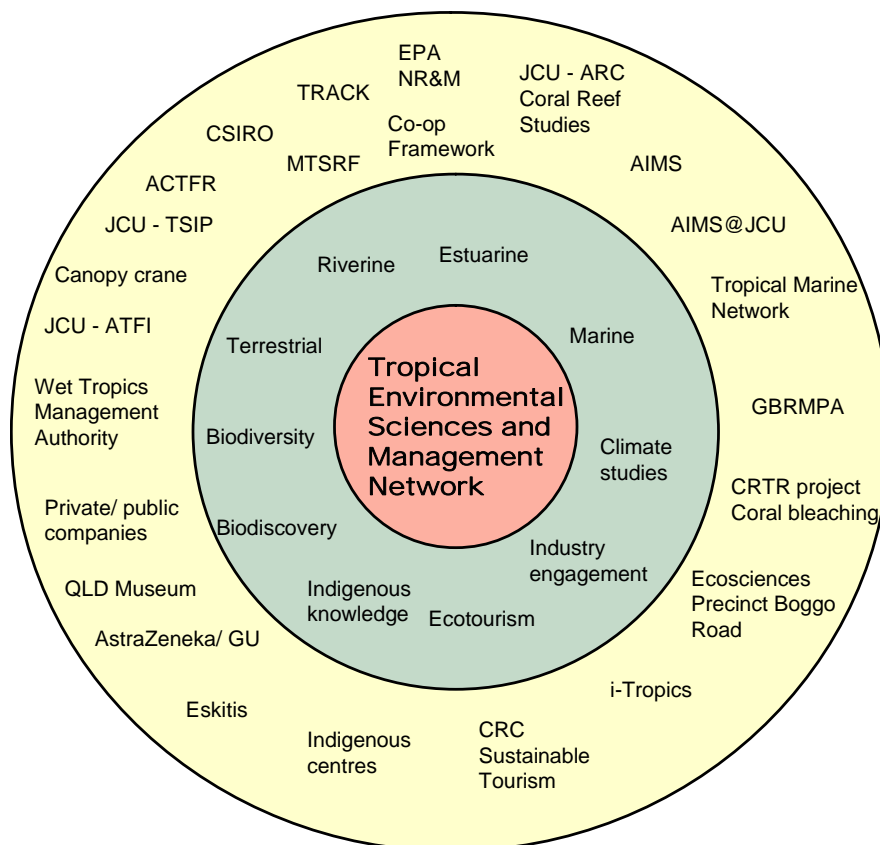 EPA
NR&M
Co-op
Framework
JCU - ARC
Coral Reef
Studies
AIMS
AIMS@JCU
Tropical Marine
Network
GBRMPA
CRTR project
Coral bleaching
Ecosciences
Precinct Boggo
Road
i-Tropics
CRC
Sustainable
Tourism
Indigenous
centres
Eskitis
AstraZeneka/ GU
QLD Museum
Private/ public
companies
Wet Tropics
Management
Authority
JCU - ATFI
Canopy crane
JCU - TSIP
ACTFR
CSIRO
MTSRF
TRACK
Riverine
Estuarine
Marine
Climate
studies
Industry
engagement
Ecotourism
Indigenous
knowledge
Biodiscovery
Biodiversity
Terrestrial
Tropical
Environmental
Sciences and
Management
Network